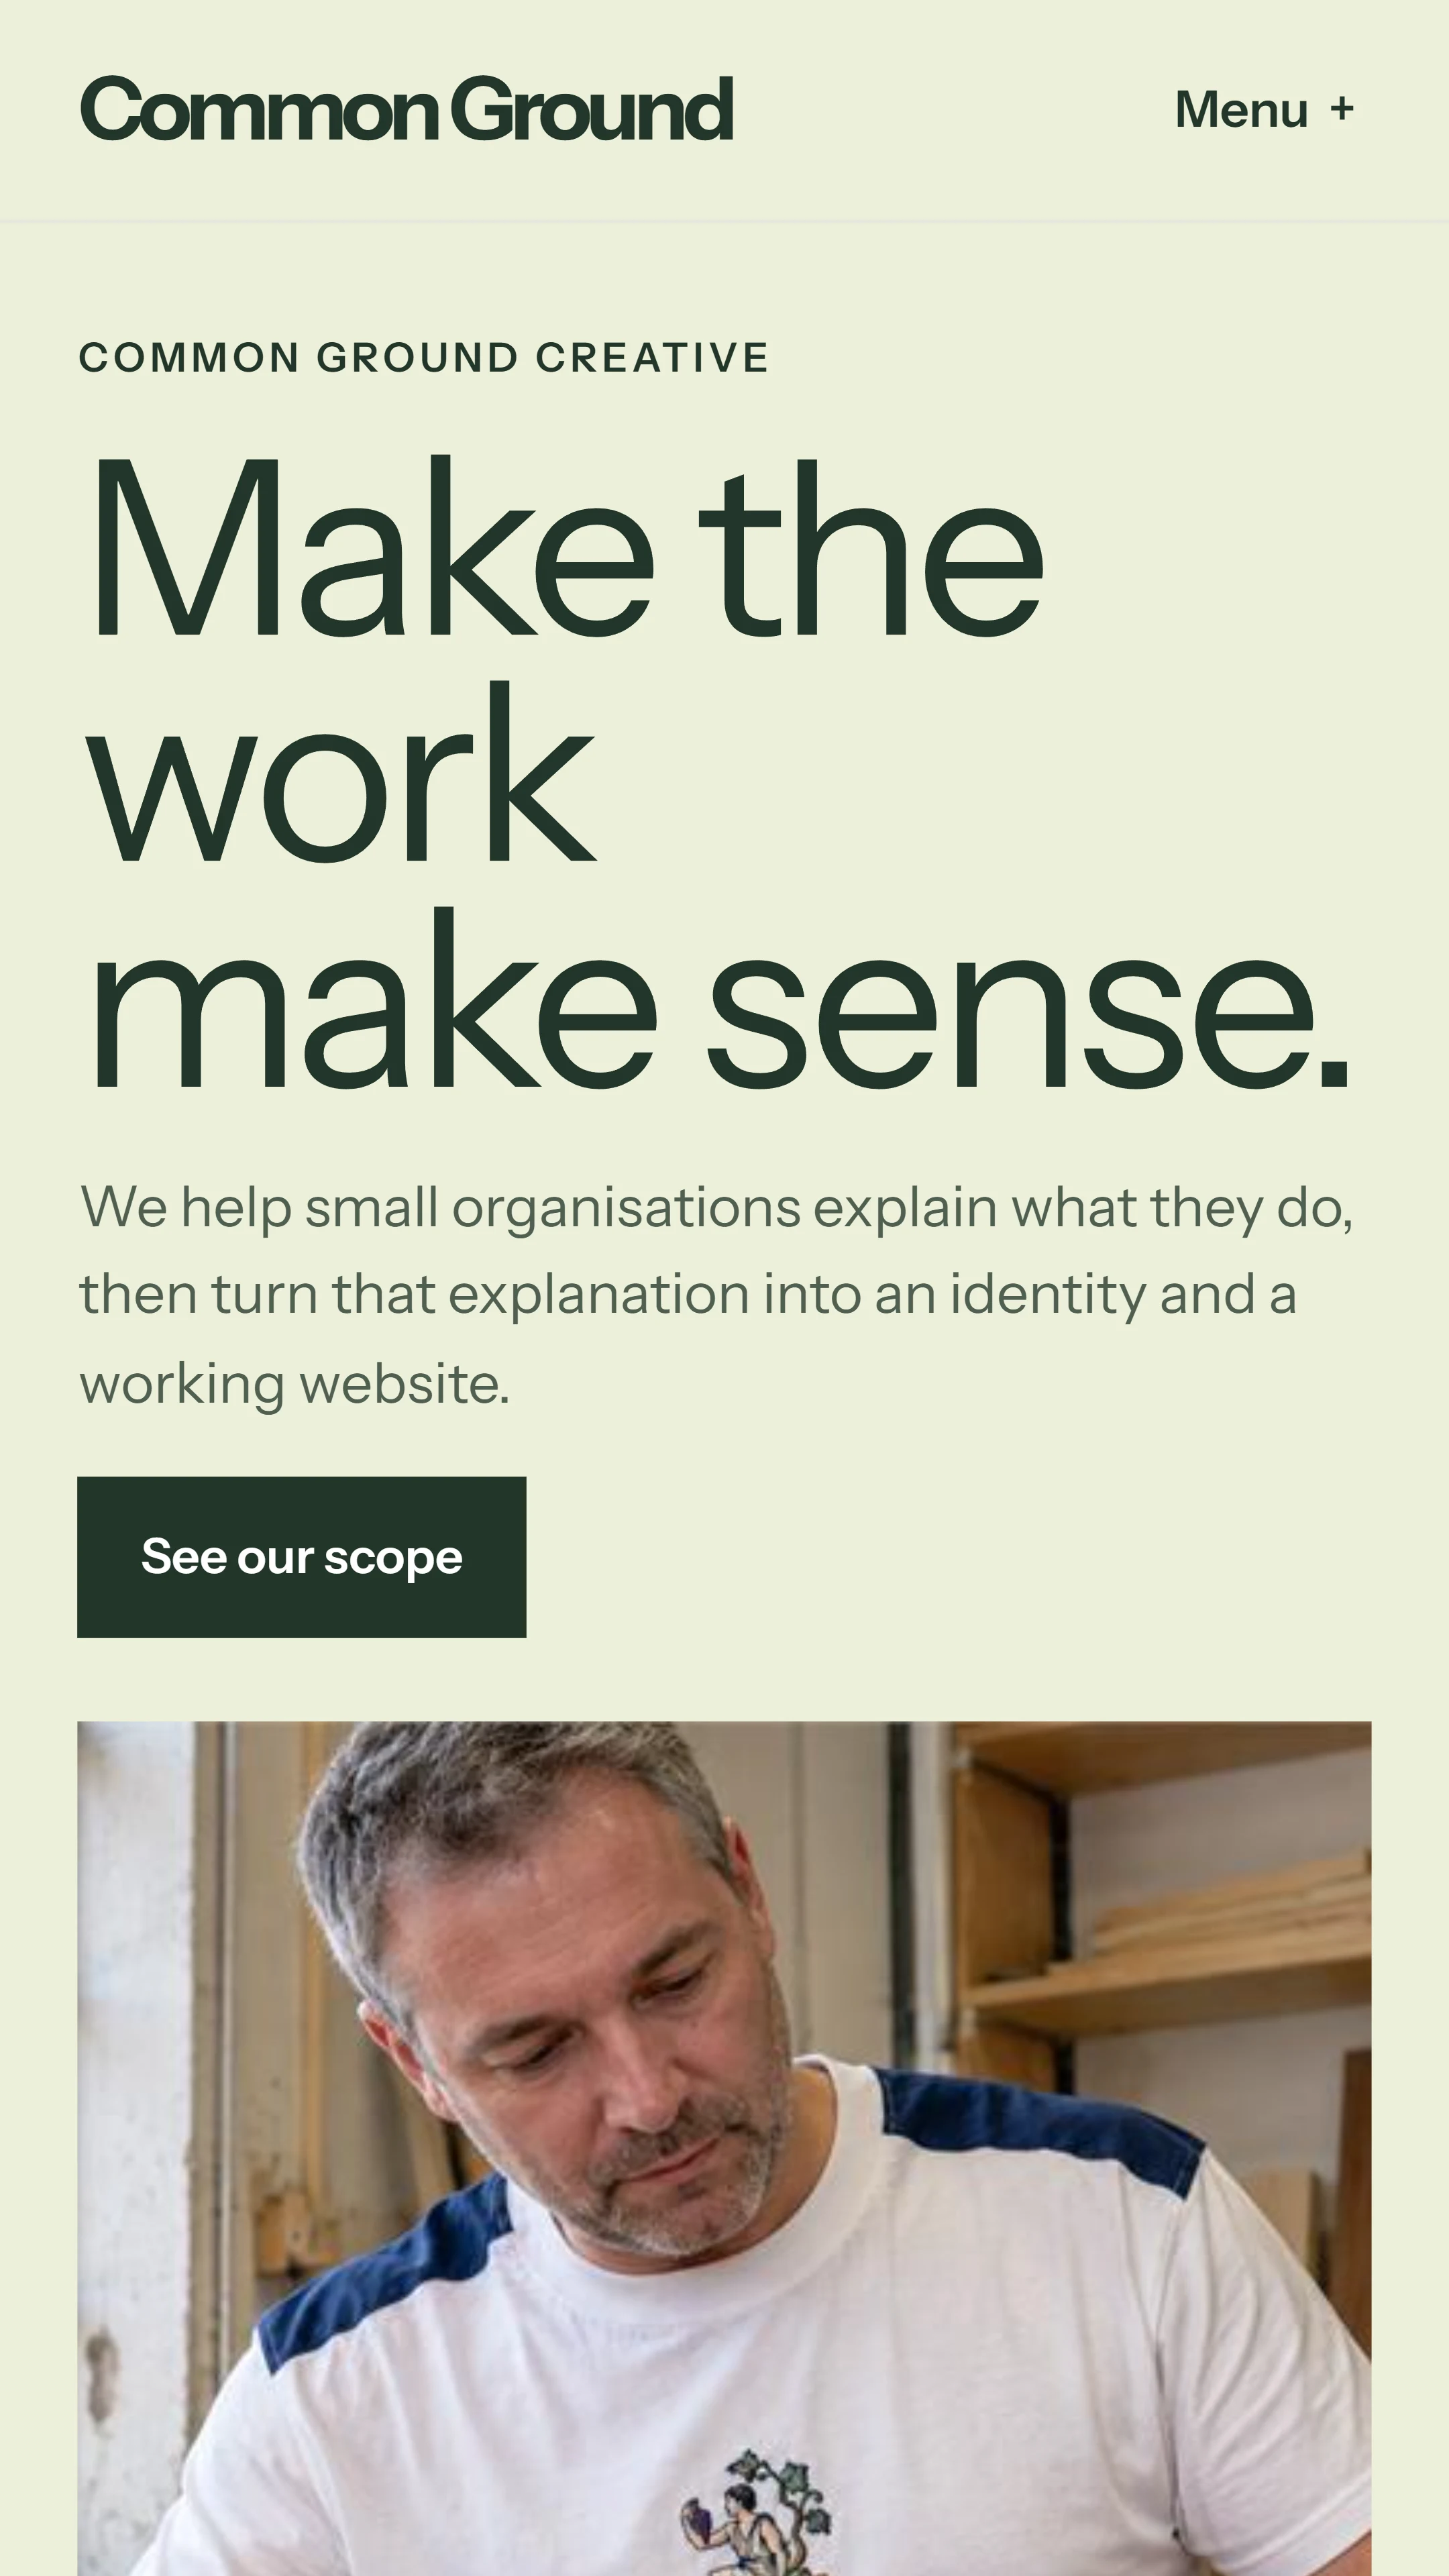 Common Ground
Menu +
COMMON GROUND CREATIVE
Make the
work
make sense.
We help small organisations explain what they do,
then turn that explanation into an identity and a
working website.
See our scope